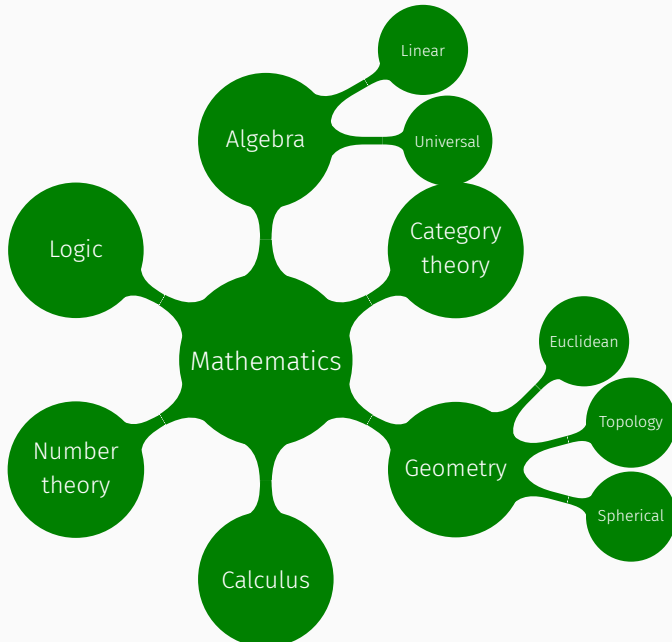 Linear
Algebra
Universal
Category
theory
Logic
Euclidean
Mathematics
Topology
Number
theory
Geometry
Spherical
Calculus